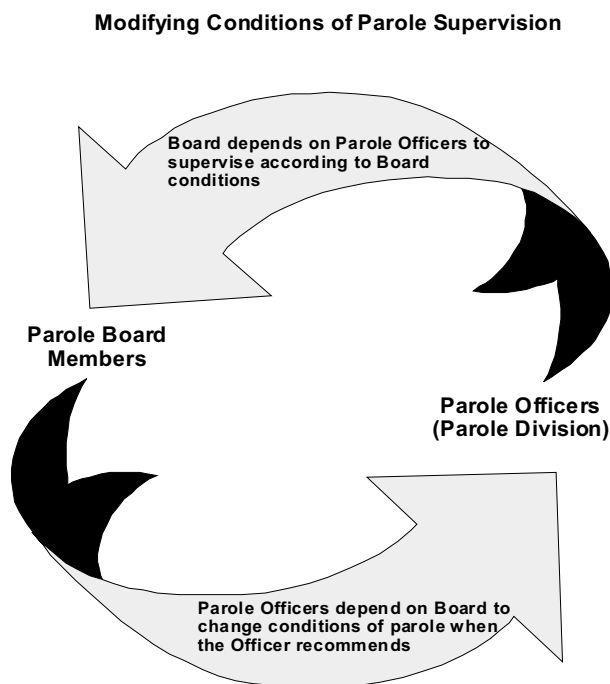 Modifying Conditions of Parole Supervision
Board depends on Parole Officers to
supervise according to Board
conditions
Parole Board
Members
Parole Officers
(Parole Division)
Parole Officers depend on Board to
change conditions of parole when
the Officer recommends